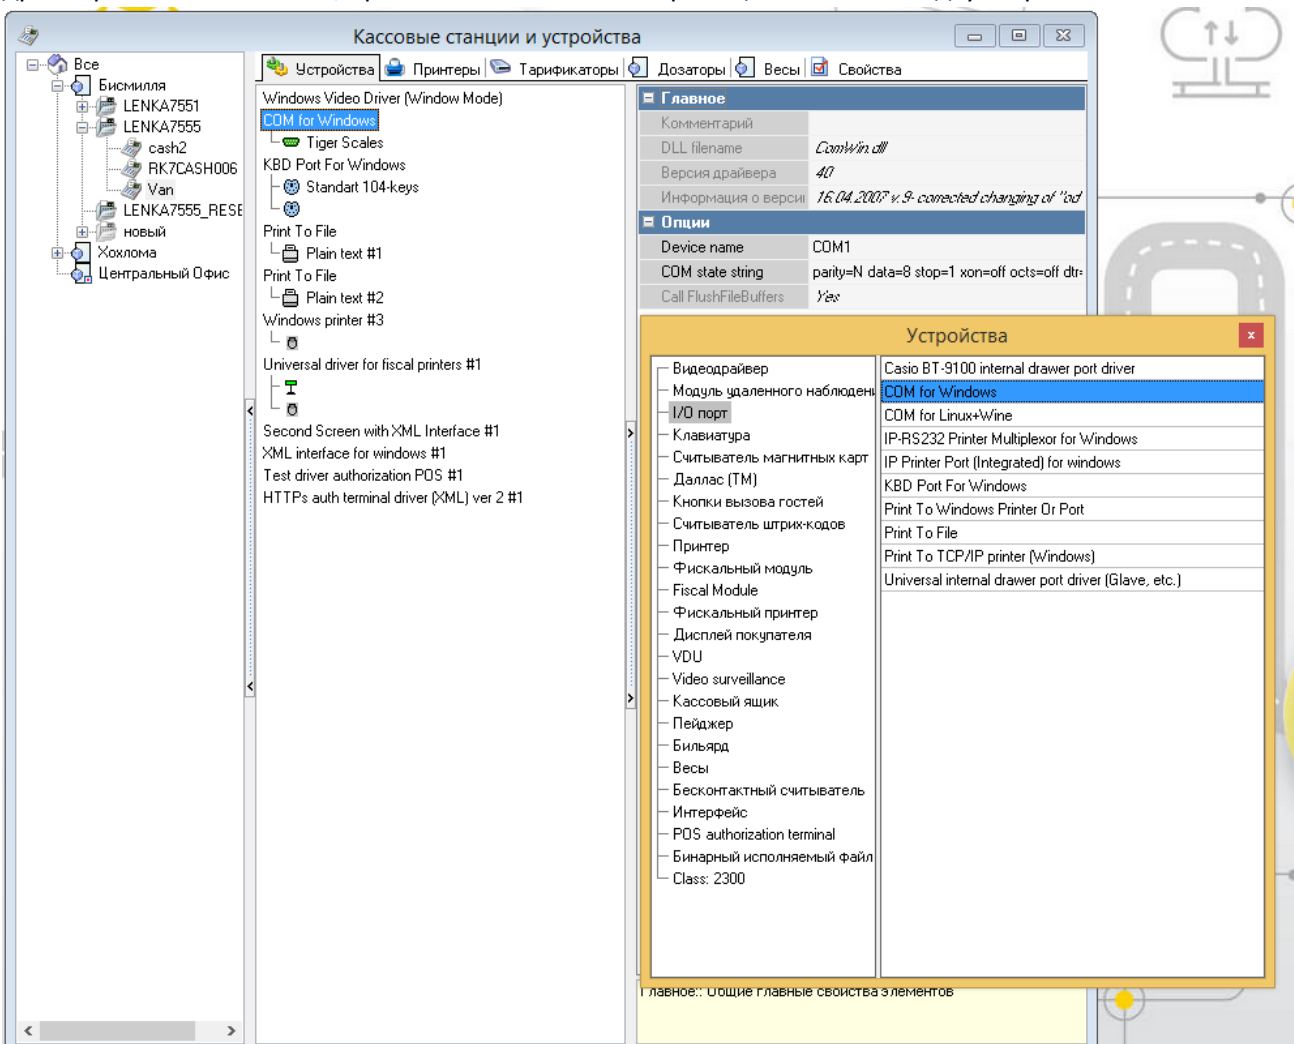 Кассовые станции и устройства
Все
Бисмилля
LENKA7551
LENKA7555
cash2
RK7CASH006
Van
LENKA7555_RESE
новый
Хохлома
Центральный Офис
Устройства Принтеры Тарификаторы Дозаторы Весы Свойства
Windows Video Driver (Window Mode)
COM for Windows
Tiger Scales
KBD Port For Windows
Standart 104-keys
Print To File
Plain text #1
Print To File
Plain text #2
Windows printer #3
Universal driver for fiscal printers #1
Second Screen with XML Interface #1
XML interface for windows #1
Test driver authorization POS #1
HTTPs auth terminal driver (XML) ver 2 #1
Главное
Комментарий
DLL filename ComWin.dll
Версия драйвера 40
Информация о верси 16.04.2007 v.9- corrected changing of "od
Опции
Device name COM1
COM state string parity=N data=8 stop=1 xon=off octs=off dtr=
Call FlushFileBuffers Yes
Устройства
Видеодрайвер
Модуль удаленного наблюден
I/O порт
Клавиатура
Считыватель магнитных карт
Даллас (ТМ)
Кнопки вызова гостей
Считыватель штрих-кодов
Принтер
Фискальный модуль
Fiscal Module
Фискальный принтер
Дисплей покупателя
VDU
Video surveillance
Кассовый ящик
Пейджер
Бильярд
Весы
Бесконтактный считыватель
Интерфейс
POS authorization terminal
Бинарный исполняемый файл
Class: 2300
Casio BT-9100 internal drawer port driver
COM for Windows
COM for Linux+Wine
IP-RS232 Printer Multiplexor for Windows
IP Printer Port (Integrated) for windows
KBD Port For Windows
Print To Windows Printer Or Port
Print To File
Print To TCP/IP printer (Windows)
Universal internal drawer port driver (Glave, etc.)
Главное:: Общие главные свойства элементов